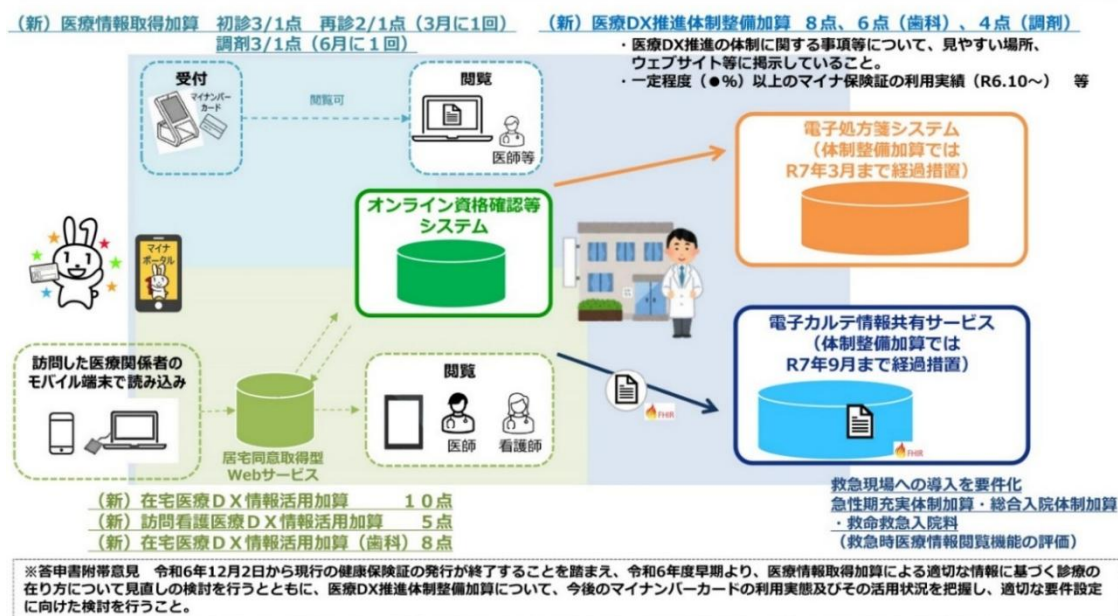 （新）医療情報取得加算　初診3/1点　再診2/1点（3月に1回）
調剤3/1点（6月に１回）
（新）医療DX推進体制整備加算　８点、６点（歯科）、４点（調剤）
・医療DX推進の体制に関する事項等について、見やすい場所、
ウェブサイト等に掲示していること。
・一定程度（●％）以上のマイナ保険証の利用実績（R6.10～）　等
受付
マイナンバー
カード
閲覧可
閲覧
医師等
オンライン資格確認等
システム
電子処方箋システム
（体制整備加算では
R7年3月まで経過措置）
マイナ
ポータル
電子カルテ情報共有サービス
（体制整備加算では
R7年9月まで経過措置）
FHIR
FHIR
訪問した医療関係者の
モバイル端末で読み込み
居宅同意取得型
Webサービス
閲覧
医師
看護師
（新）在宅医療ＤＸ情報活用加算　　　１０点
（新）訪問看護医療ＤＸ情報活用加算　　５点
（新）在宅医療ＤＸ情報活用加算（歯科）８点
救急現場への導入を要件化
急性期充実体制加算・総合入院体制加算
・救命救急入院料
（救急時医療情報閲覧機能の評価）
※答申書附帯意見　令和6年12月2日から現行の健康保険証の発行が終了することを踏まえ、令和6年度早期より、医療情報取得加算による適切な情報に基づく診療の
在り方について見直しの検討を行うとともに、医療DX推進体制整備加算について、今後のマイナンバーカードの利用実態及びその活用状況を把握し、適切な要件設定
に向けた検討を行うこと。